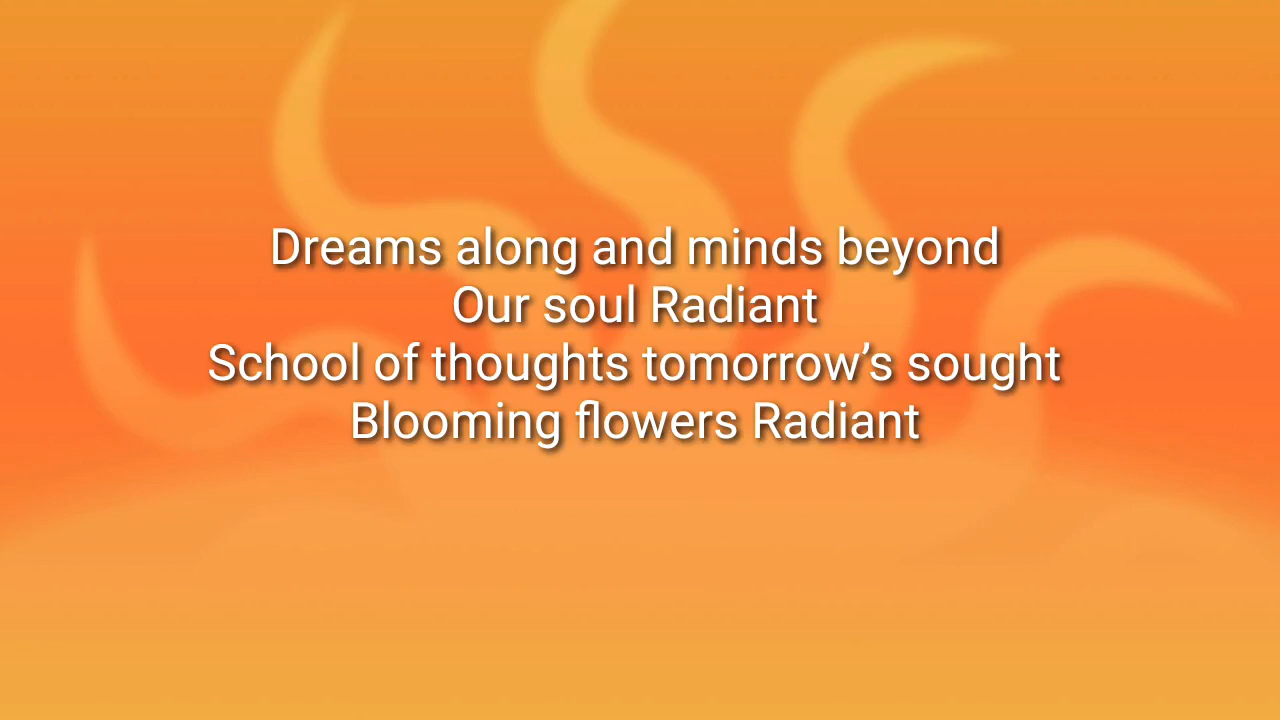 Dreams along and minds beyond
Our soul Radiant
School of thoughts tomorrow’s sought
Blooming flowers Radiant